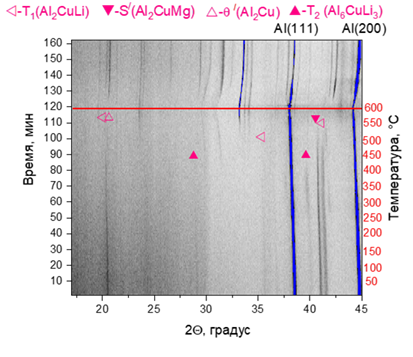 ◁-T₁(Al₂CuLi) ▼-S′(Al₂CuMg) △-θ′(Al₂Cu) ▲-T₂ (Al₆CuLi₃)
Al(111) Al(200)
160
150
140
130
120 600
110 550
100 500
90 450
80 400
70 350
60 300
50 250
40 200
30 150
20 100
10 50
20 25 30 35 40 45
Время, мин
Температура, °C
2Θ, градус